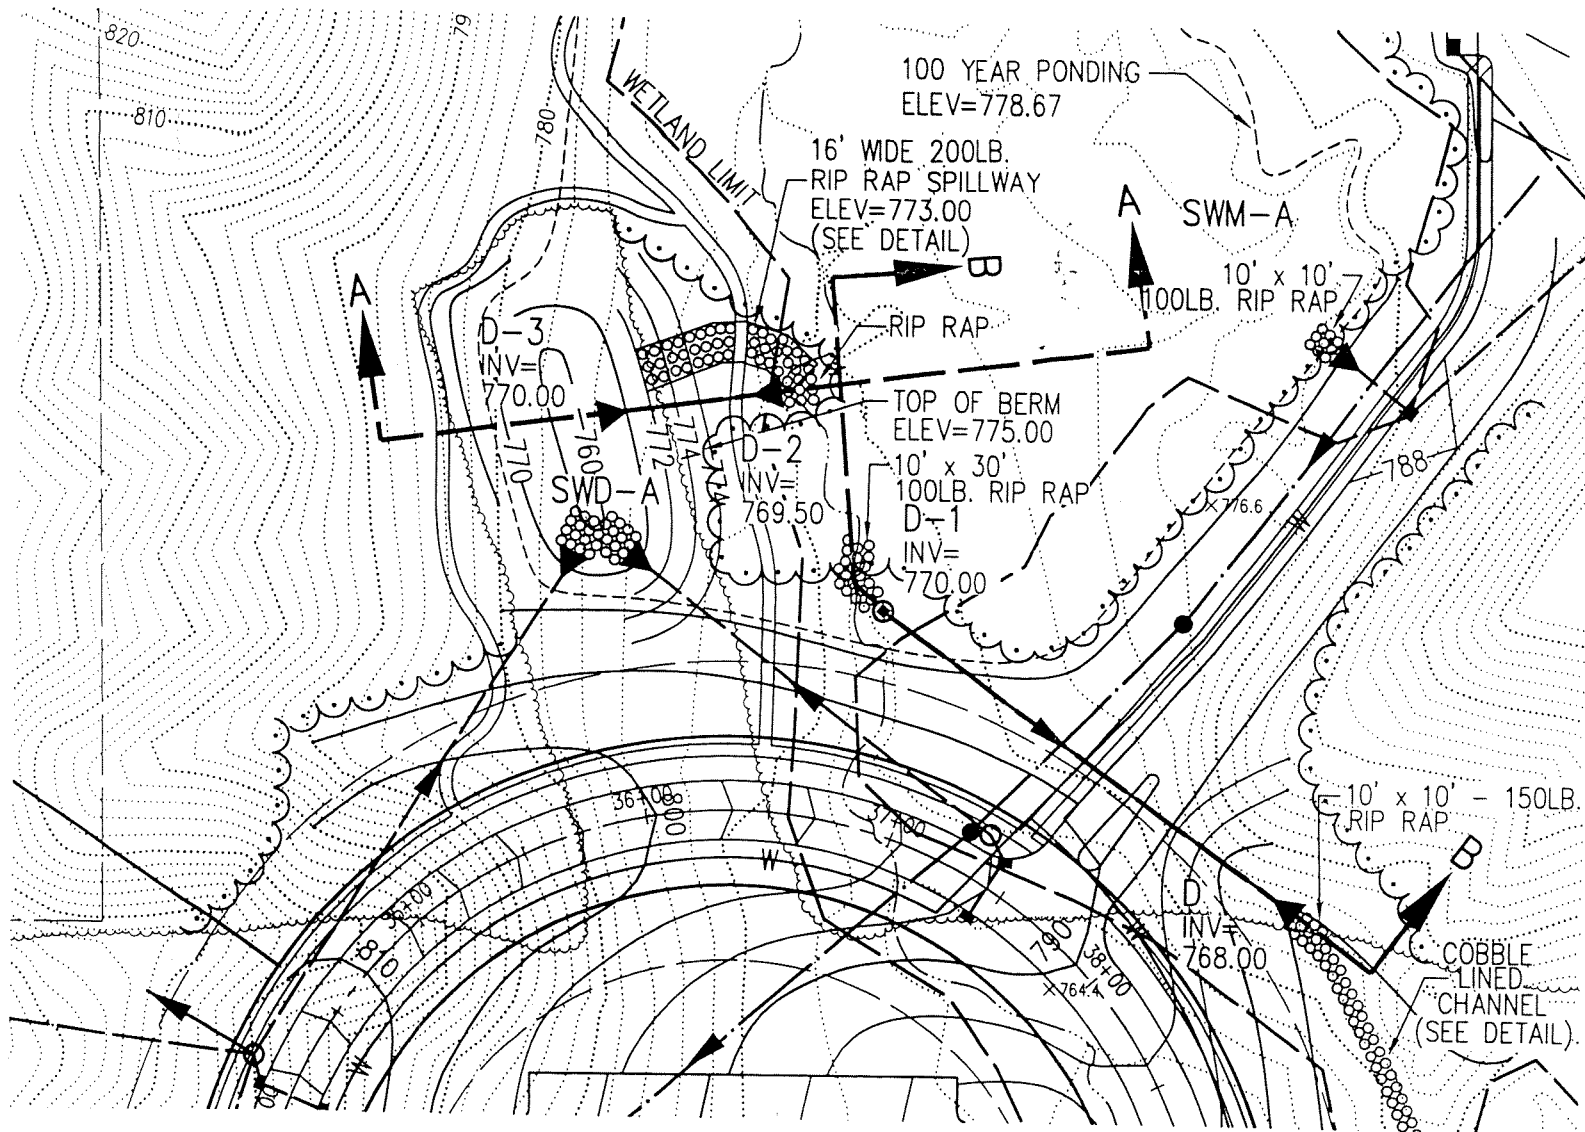 820
79
810
780
WETLAND LIMIT
100 YEAR PONDING
ELEV=778.67
16' WIDE 200LB.
RIP RAP SPILLWAY
ELEV=773.00
(SEE DETAIL)
A
SWM-A
B
10' x 10'
100LB. RIP RAP
A
D-3
INV=
770.00
RIP RAP
TOP OF BERM
ELEV=775.00
770
760
772
774
774
D-2
INV=
769.50
SWD-A
10' x 30'
100LB. RIP RAP
D-1
INV=
770.00
788
×776.6
W
36+00
800
37+00
W
35+00
810
790
38+00
×764.4
W
D
INV=
768.00
10' x 10' - 150LB.
RIP RAP
B
COBBLE
LINED
CHANNEL
(SEE DETAIL).
W